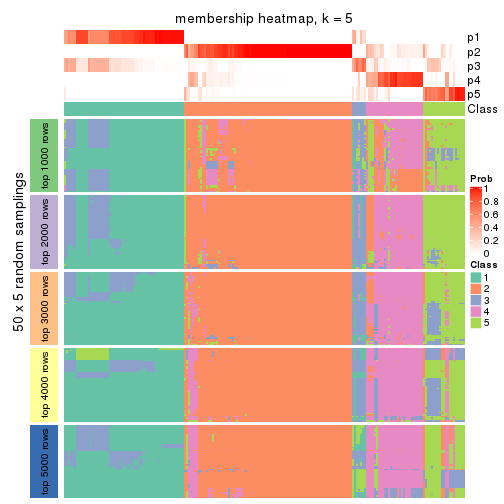 membership heatmap, k = 5
p1
p2
p3
p4
p5
Class
50 x 5 random samplings
top 1000 rows
top 2000 rows
top 3000 rows
top 4000 rows
top 5000 rows
Prob
1
0.8
0.6
0.4
0.2
0
Class
1
2
3
4
5